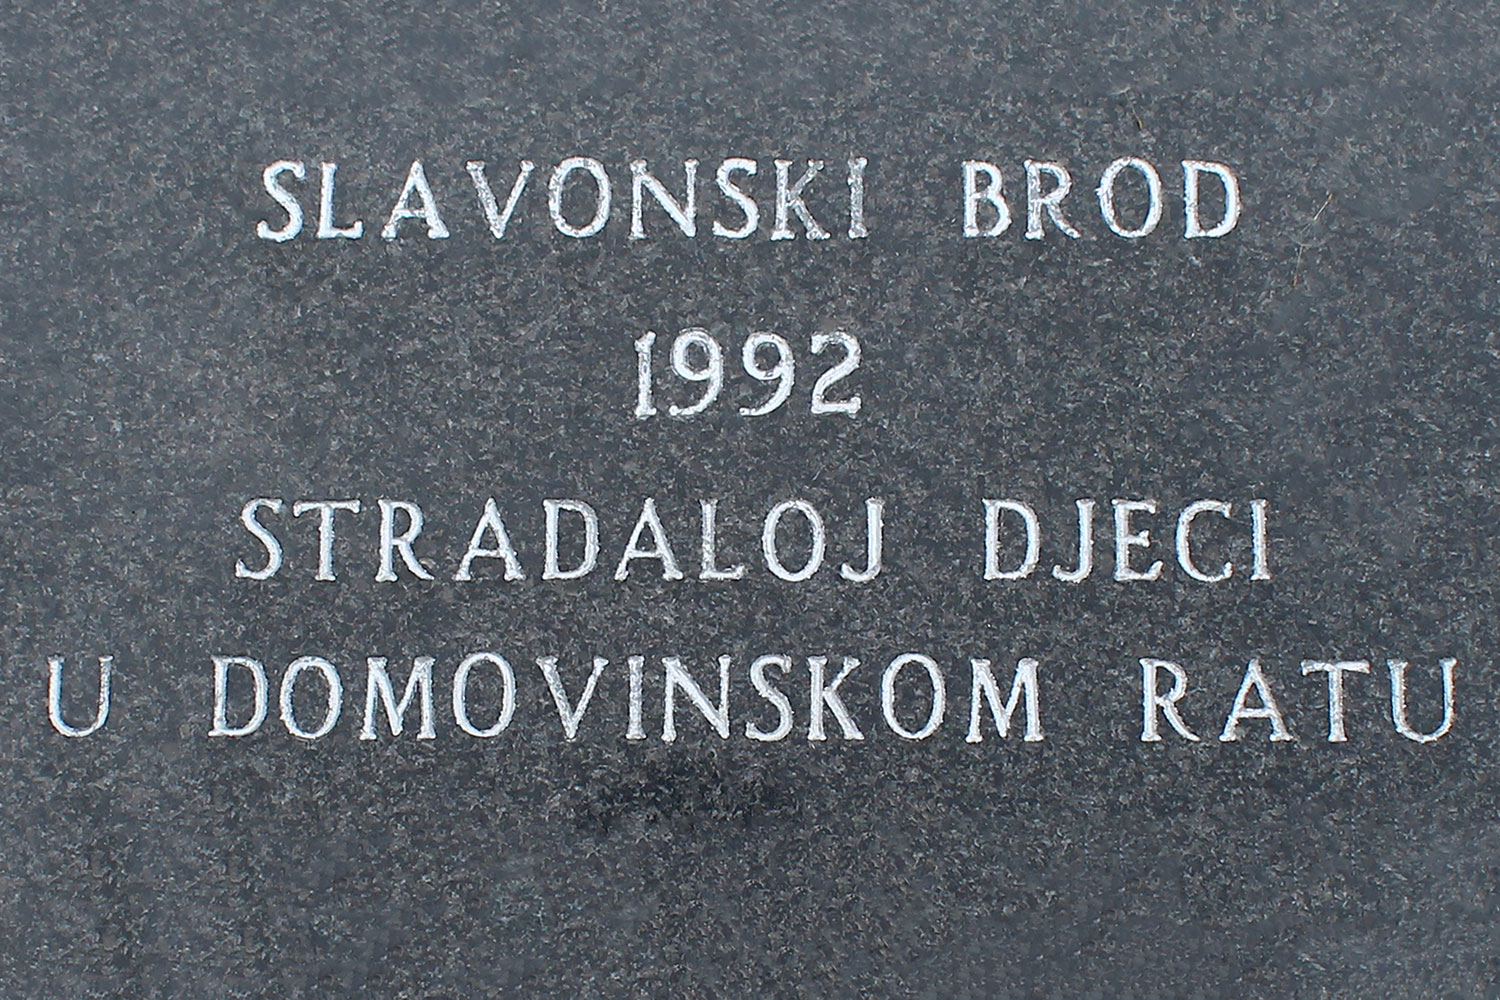 SLAVONSKI BROD
1992
STRADALOJ DJECI
U DOMOVINSKOM RATU